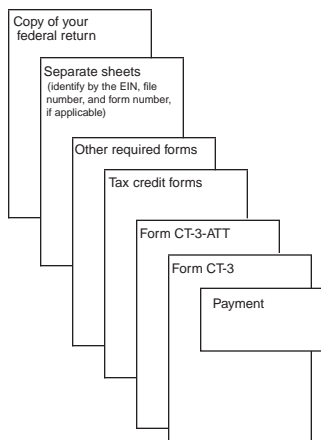 Copy of your
federal return
Separate sheets
(identify by the EIN, file
number, and form number,
if applicable)
Other required forms
Tax credit forms
Form CT-3-ATT
Form CT-3
Payment